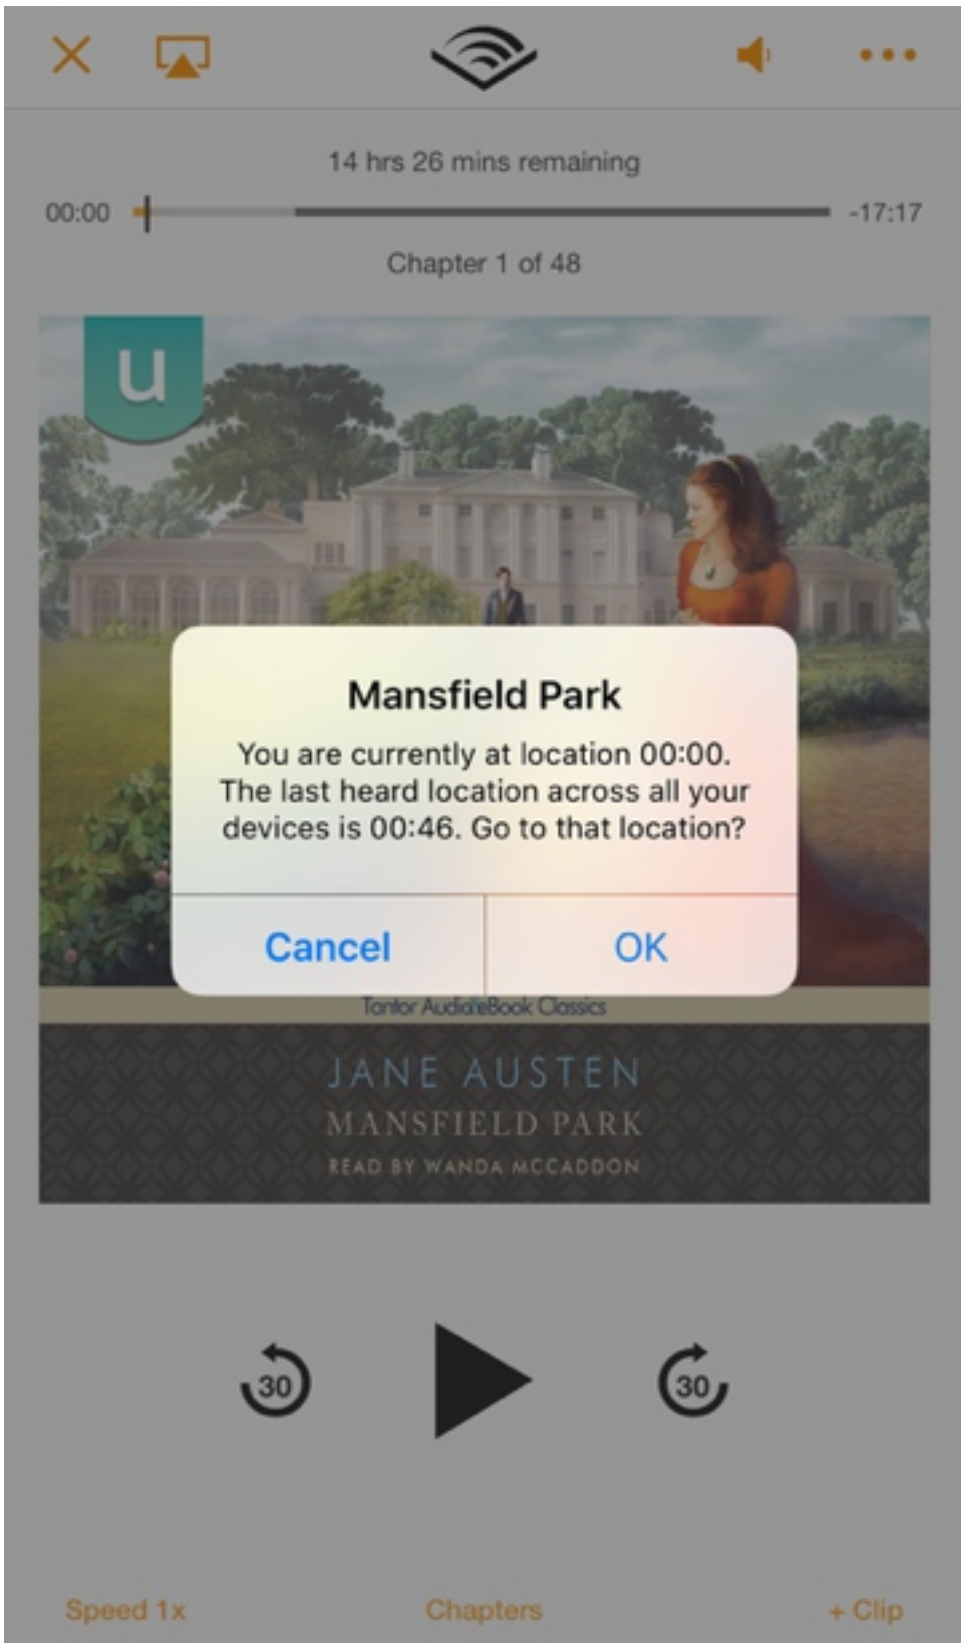 14 hrs 26 mins remaining
00:00 -17:17
Chapter 1 of 48
u
Mansfield Park
You are currently at location 00:00.
The last heard location across all your
devices is 00:46. Go to that location?
Cancel OK
Tantor Audio eBook Classics
JANE AUSTEN
MANSFIELD PARK
READ BY WANDA MCCADDON
30 30
Speed 1x Chapters + Clip